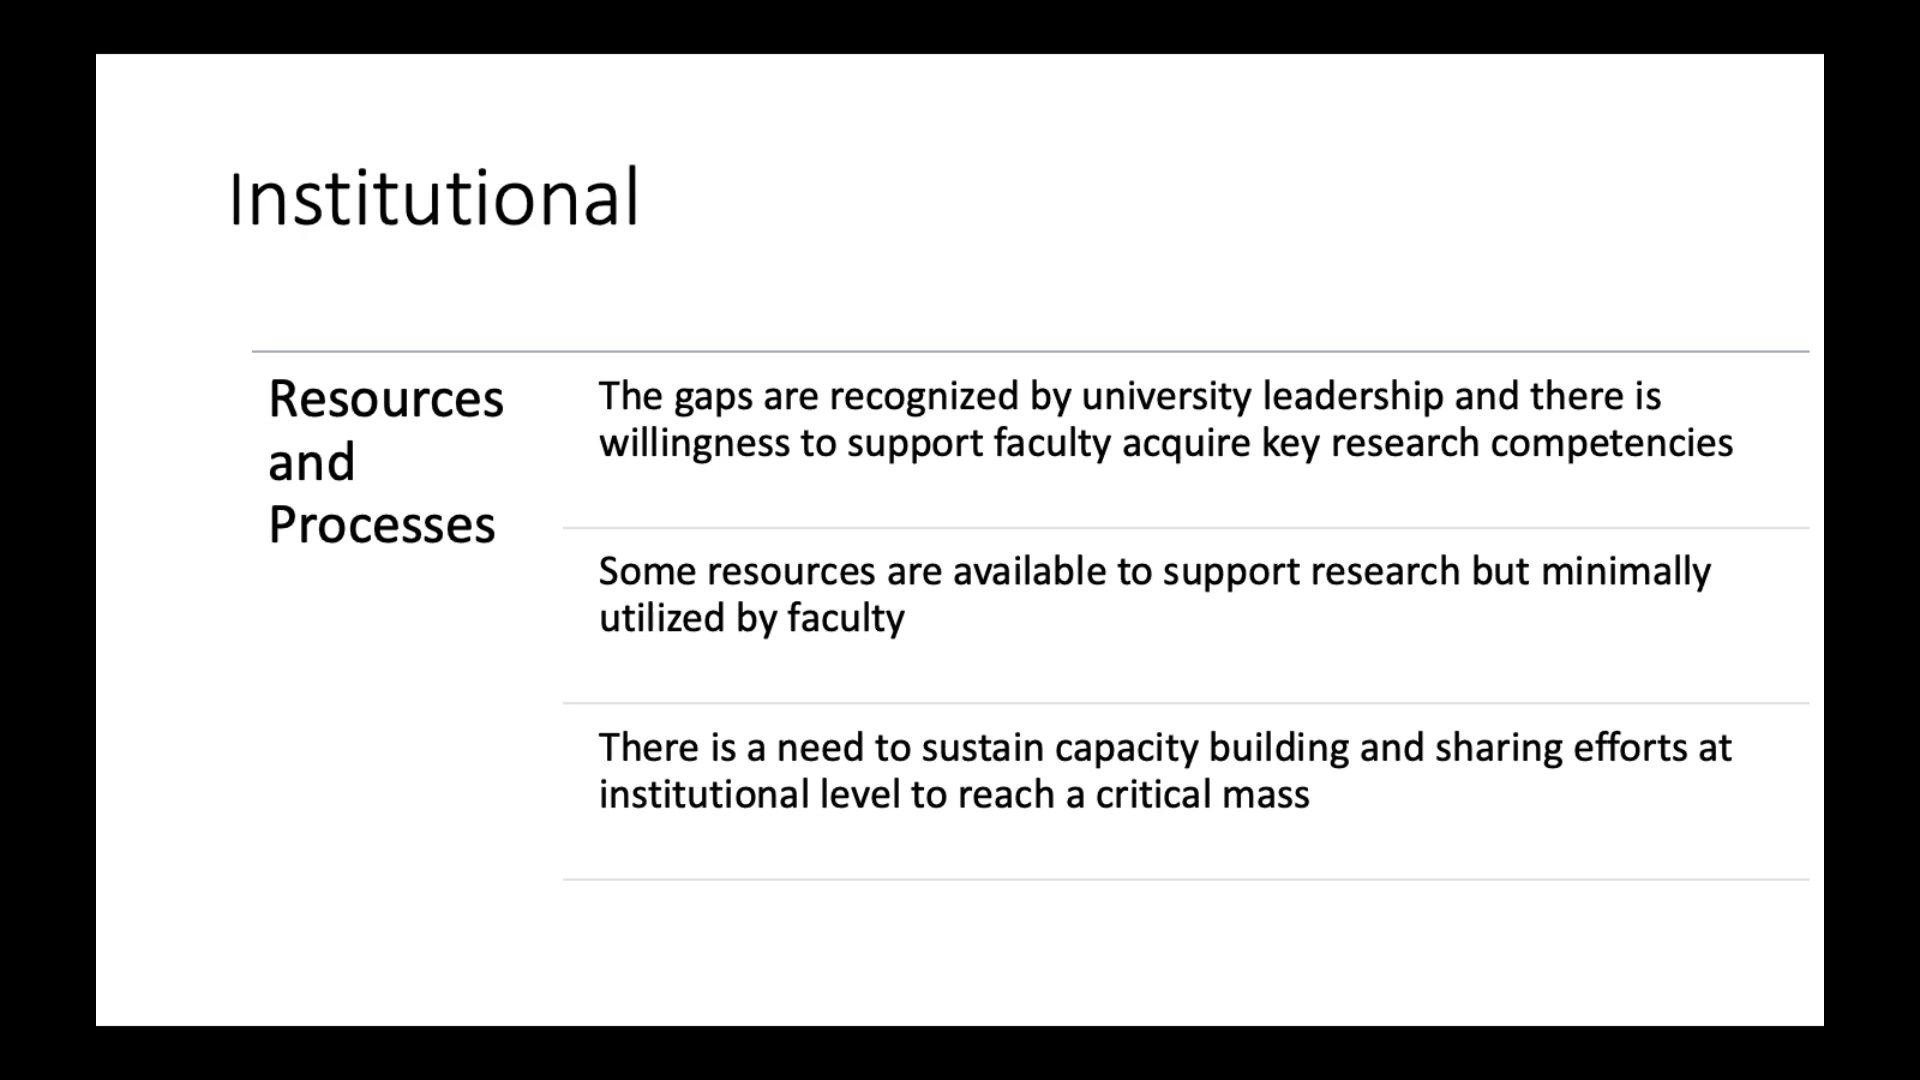 Institutional
Resources
and
Processes
The gaps are recognized by university leadership and there is
willingness to support faculty acquire key research competencies
Some resources are available to support research but minimally
utilized by faculty
There is a need to sustain capacity building and sharing efforts at
institutional level to reach a critical mass